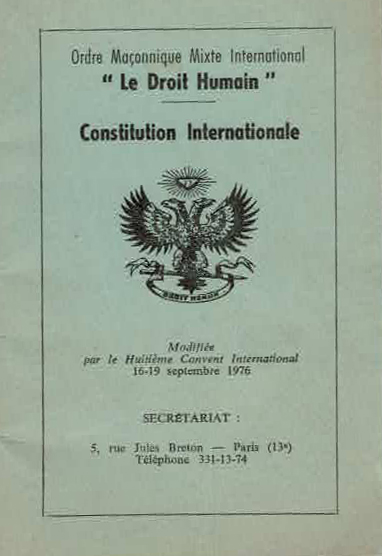 Ordre Maçonnique Mixte International
" Le Droit Humain "
Constitution Internationale
DROIT HUMAIN
Modifiée
par le Huitième Convent International
16-19 septembre 1976
SECRÉTARIAT :
5, rue Jules Breton — Paris (13ᵉ)
Téléphone 331-13-74